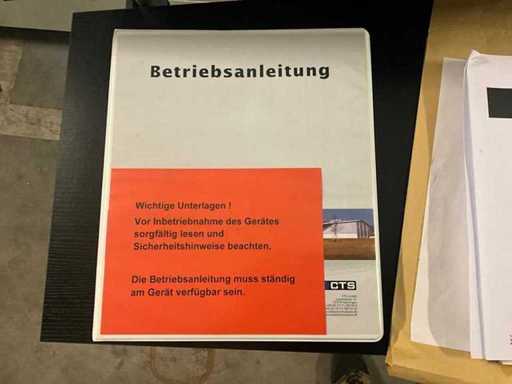 Betriebsanleitung
Wichtige Unterlagen !
Vor Inbetriebnahme des Gerätes
sorgfältig lesen und
Sicherheitshinweise beachten.
Die Betriebsanleitung muss ständig
am Gerät verfügbar sein.
CTS